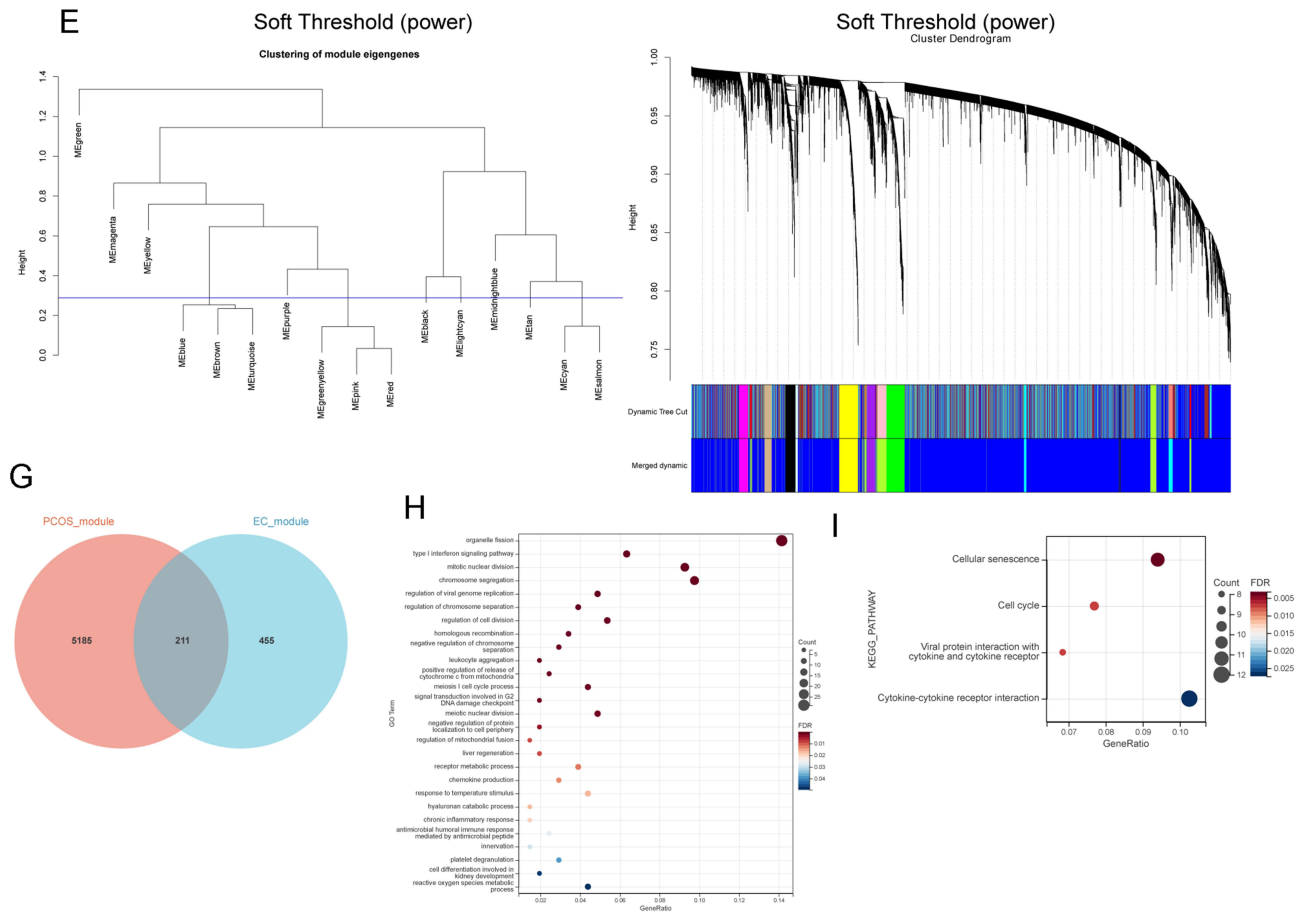 E
Soft Threshold (power)
Clustering of module eigengenes
Height
1.4
1.2
1.0
0.8
0.6
0.4
0.2
0.0
MEgreen
MEmagenta
MEyellow
MEblue
MEbrown
MEturquoise
MEpurple
MEgreenyellow
MEpink
MEred
MEblack
MElightcyan
MEmidnightblue
MEtan
MEcyan
MEsalmon
Soft Threshold (power)
Cluster Dendrogram
Height
1.00
0.95
0.90
0.85
0.80
0.75
Dynamic Tree Cut
Merged dynamic
G
PCOS_module
EC_module
5185
211
455
H
GO Term
organelle fission
type I interferon signaling pathway
mitotic nuclear division
chromosome segregation
regulation of viral genome replication
regulation of chromosome separation
regulation of cell division
homologous recombination
negative regulation of chromosome
separation
leukocyte aggregation
positive regulation of release of
cytochrome c from mitochondria
meiosis I cell cycle process
signal transduction involved in G2
DNA damage checkpoint
meiotic nuclear division
negative regulation of protein
localization to cell periphery
regulation of mitochondrial fusion
liver regeneration
receptor metabolic process
chemokine production
response to temperature stimulus
hyaluronan catabolic process
chronic inflammatory response
antimicrobial humoral immune response
mediated by antimicrobial peptide
innervation
platelet degranulation
cell differentiation involved in
kidney development
reactive oxygen species metabolic
process
0.02
0.04
0.06
0.08
0.10
0.12
0.14
GeneRatio
Count
5
10
15
20
25
30
FDR
0.01
0.02
0.03
0.04
I
KEGG_PATHWAY
Cellular senescence
Cell cycle
Viral protein interaction with
cytokine and cytokine receptor
Cytokine-cytokine receptor interaction
0.07
0.08
0.09
0.10
GeneRatio
Count
8
9
10
11
12
FDR
0.005
0.010
0.015
0.020
0.025